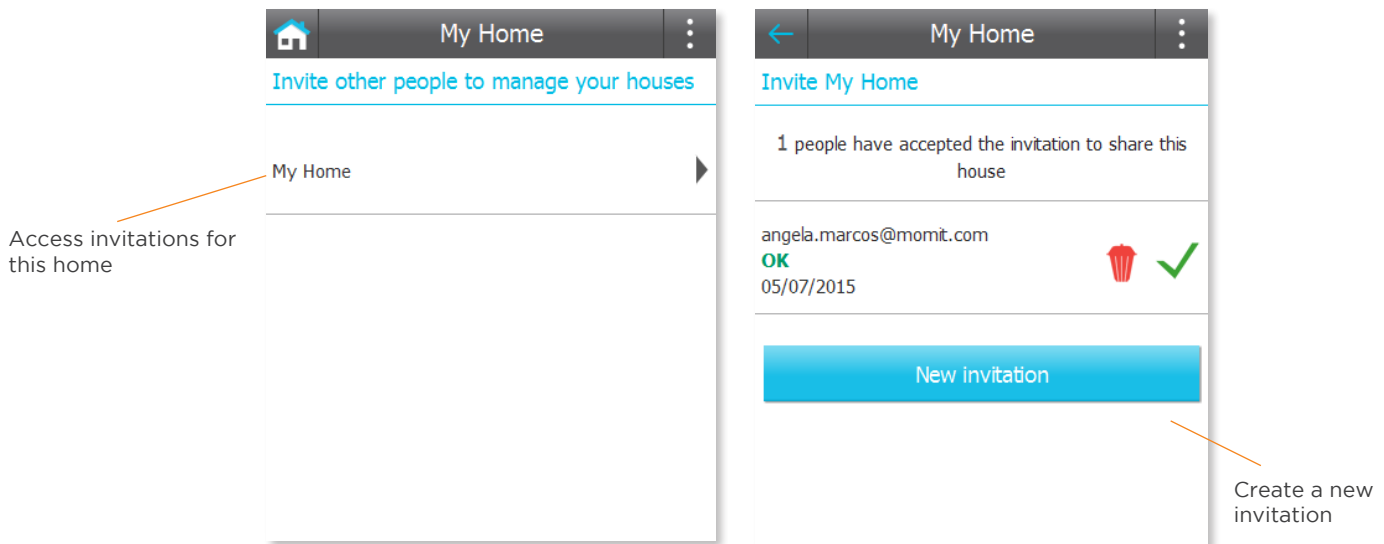 My Home
Invite other people to manage your houses
My Home
Access invitations for
this home
My Home
Invite My Home
1 people have accepted the invitation to share this
house
angela.marcos@momit.com
OK
05/07/2015
New invitation
Create a new
invitation